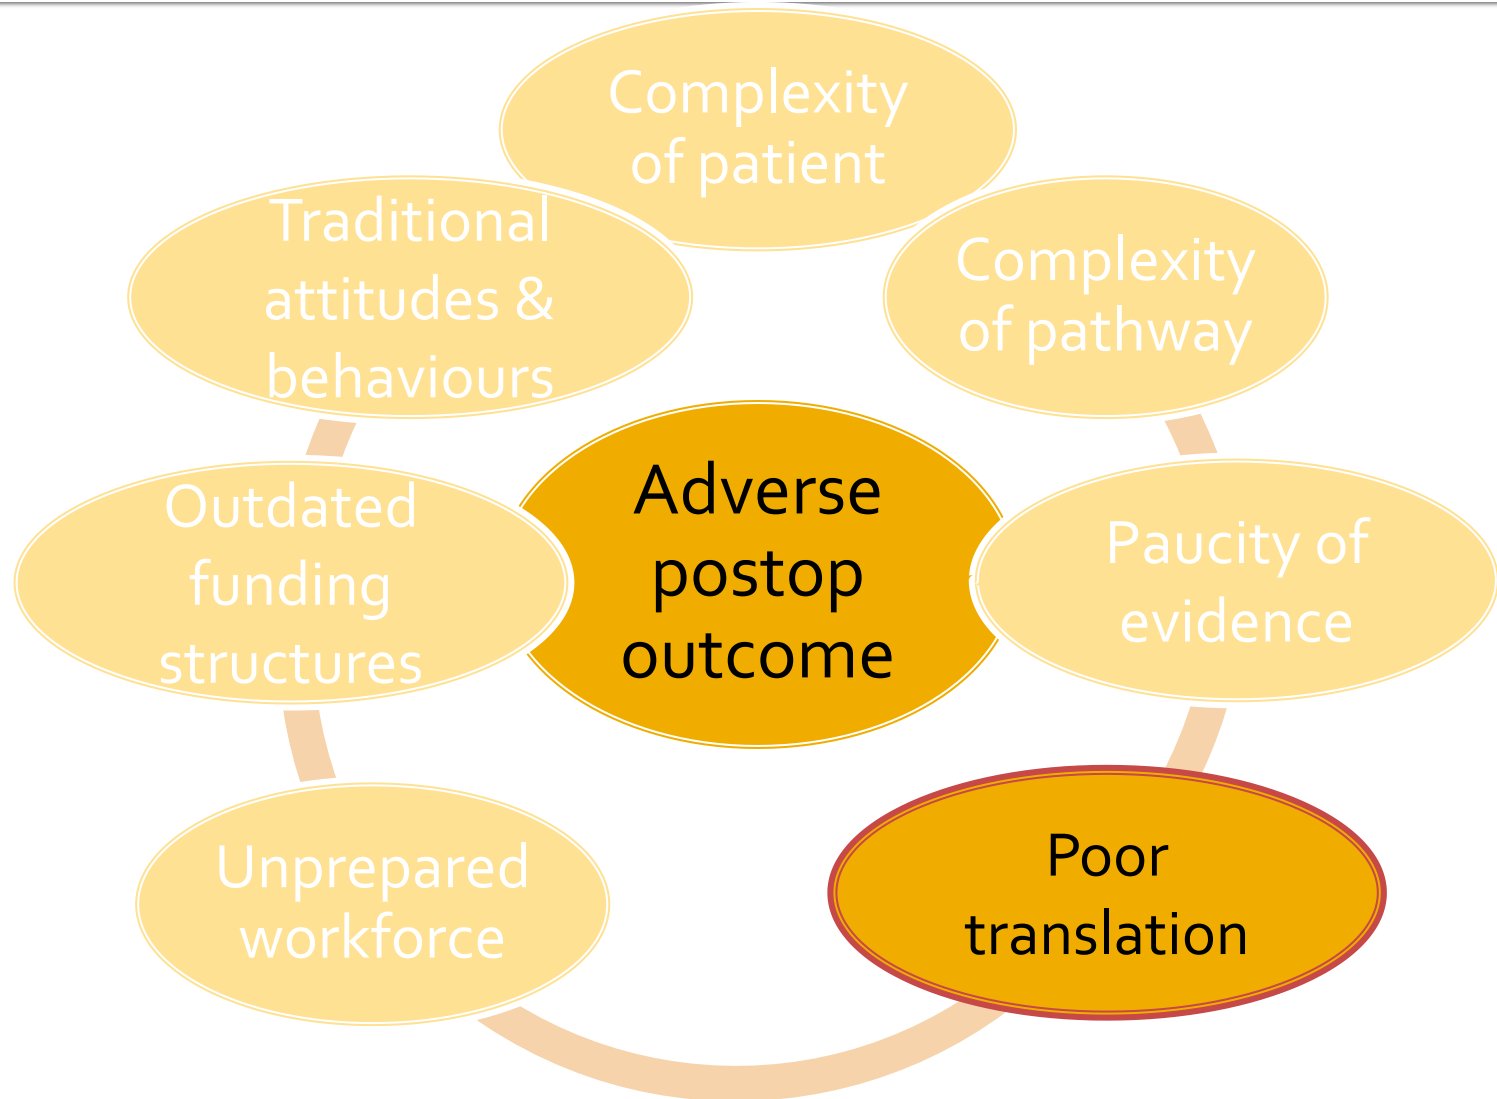 Complexity
of patient
Traditional
attitudes &
behaviours
Complexity
of pathway
Adverse
postop
outcome
Outdated
funding
structures
Paucity of
evidence
Unprepared
workforce
Poor
translation